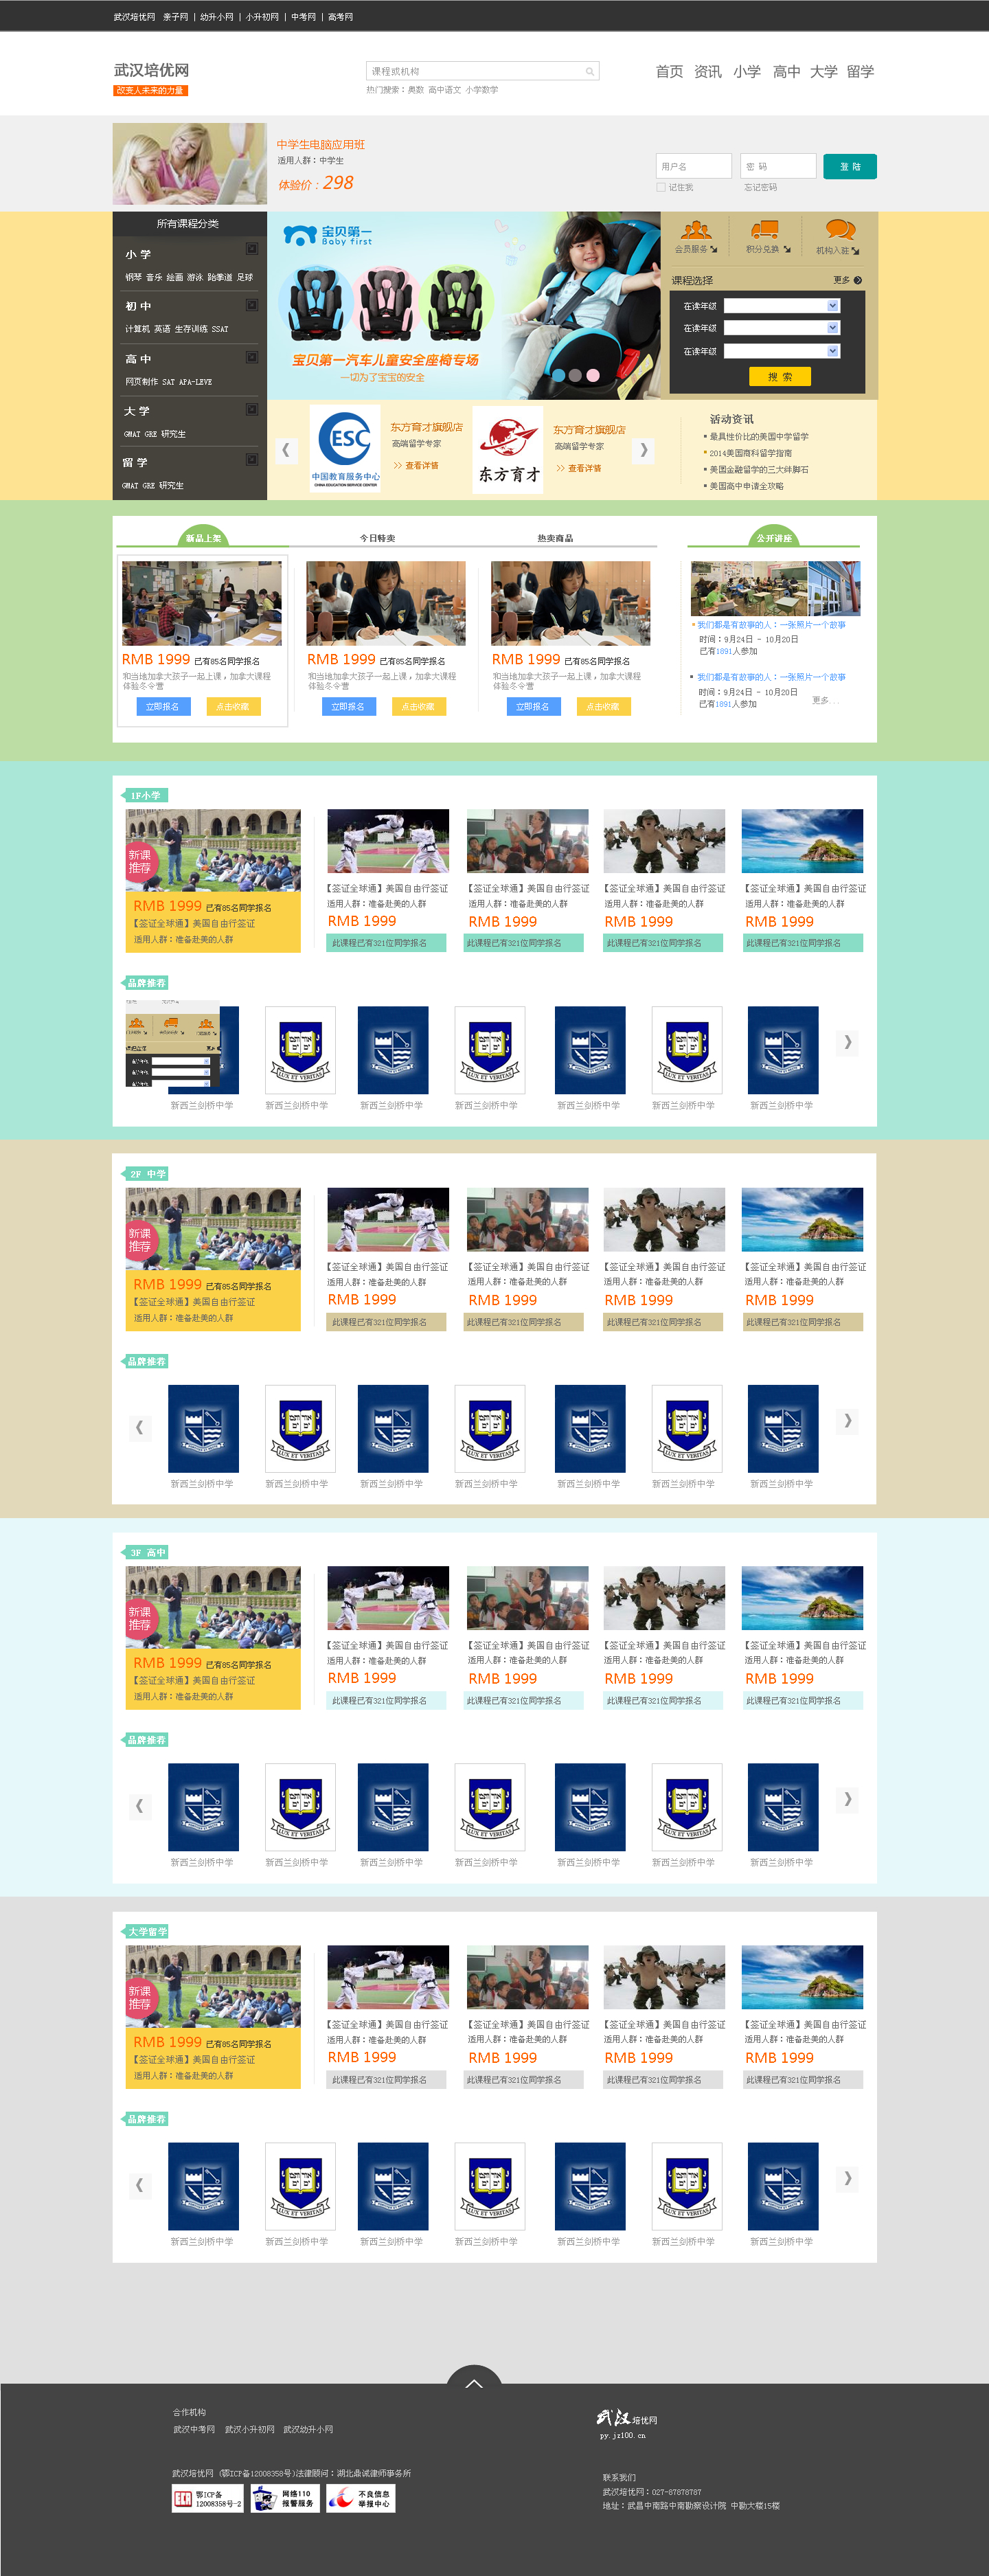 武汉培优网 亲子网 | 幼升小网 | 小升初网 | 中考网 | 高考网
武汉培优网
改变人未来的力量
课程或机构
热门搜索：奥数 高中语文 小学数学
首页 资讯 小学 高中 大学 留学
中学生电脑应用班
适用人群：中学生
体验价：298
用户名 密 码 登 陆
记住我 忘记密码
所有课程分类
小 学
钢琴 音乐 绘画 游泳 跆拳道 足球
初 中
计算机 英语 生存训练 SSAT
高 中
网页制作 SAT APA-LEVE
大 学
GMAT GRE 研究生
留 学
GMAT GRE 研究生
宝贝第一
Baby first
宝贝第一汽车儿童安全座椅专场
一切为了宝宝的安全
会员服务 积分兑换 机构入驻
课程选择 更多
在读年级
在读年级
在读年级
搜 索
ESC
中国教育服务中心
CHINA EDUCATION SERVICE CENTER
东方育才旗舰店
高端留学专家
>> 查看详情
东方育才
东方育才旗舰店
高端留学专家
>> 查看详情
活动资讯
最具性价比的美国中学留学
2014美国商科留学指南
美国金融留学的三大绊脚石
美国高中申请全攻略
新品上架 今日特卖 热卖商品 公开讲座
RMB 1999 已有85名同学报名
和当地加拿大孩子一起上课，加拿大课程
体验冬令营
立即报名 点击收藏
RMB 1999 已有85名同学报名
和当地加拿大孩子一起上课，加拿大课程
体验冬令营
立即报名 点击收藏
RMB 1999 已有85名同学报名
和当地加拿大孩子一起上课，加拿大课程
体验冬令营
立即报名 点击收藏
我们都是有故事的人：一张照片一个故事
时间：9月24日 - 10月20日
已有1891人参加
我们都是有故事的人：一张照片一个故事
时间：9月24日 - 10月20日
已有1891人参加
更多...
1F小学
新课
推荐
RMB 1999 已有85名同学报名
【签证全球通】美国自由行签证
适用人群：准备赴美的人群
【签证全球通】美国自由行签证 【签证全球通】美国自由行签证 【签证全球通】美国自由行签证 【签证全球通】美国自由行签证
适用人群：准备赴美的人群 适用人群：准备赴美的人群 适用人群：准备赴美的人群 适用人群：准备赴美的人群
RMB 1999 RMB 1999 RMB 1999 RMB 1999
此课程已有321位同学报名 此课程已有321位同学报名 此课程已有321位同学报名 此课程已有321位同学报名
品牌推荐
LUX ET VERITAS LUX ET VERITAS LUX ET VERITAS
新西兰剑桥中学 新西兰剑桥中学 新西兰剑桥中学 新西兰剑桥中学 新西兰剑桥中学 新西兰剑桥中学 新西兰剑桥中学
2F 中学
新课
推荐
RMB 1999 已有85名同学报名
【签证全球通】美国自由行签证
适用人群：准备赴美的人群
【签证全球通】美国自由行签证 【签证全球通】美国自由行签证 【签证全球通】美国自由行签证 【签证全球通】美国自由行签证
适用人群：准备赴美的人群 适用人群：准备赴美的人群 适用人群：准备赴美的人群 适用人群：准备赴美的人群
RMB 1999 RMB 1999 RMB 1999 RMB 1999
此课程已有321位同学报名 此课程已有321位同学报名 此课程已有321位同学报名 此课程已有321位同学报名
品牌推荐
LUX ET VERITAS LUX ET VERITAS LUX ET VERITAS
新西兰剑桥中学 新西兰剑桥中学 新西兰剑桥中学 新西兰剑桥中学 新西兰剑桥中学 新西兰剑桥中学 新西兰剑桥中学
3F 高中
新课
推荐
RMB 1999 已有85名同学报名
【签证全球通】美国自由行签证
适用人群：准备赴美的人群
【签证全球通】美国自由行签证 【签证全球通】美国自由行签证 【签证全球通】美国自由行签证 【签证全球通】美国自由行签证
适用人群：准备赴美的人群 适用人群：准备赴美的人群 适用人群：准备赴美的人群 适用人群：准备赴美的人群
RMB 1999 RMB 1999 RMB 1999 RMB 1999
此课程已有321位同学报名 此课程已有321位同学报名 此课程已有321位同学报名 此课程已有321位同学报名
品牌推荐
LUX ET VERITAS LUX ET VERITAS LUX ET VERITAS
新西兰剑桥中学 新西兰剑桥中学 新西兰剑桥中学 新西兰剑桥中学 新西兰剑桥中学 新西兰剑桥中学 新西兰剑桥中学
大学留学
新课
推荐
RMB 1999 已有85名同学报名
【签证全球通】美国自由行签证
适用人群：准备赴美的人群
【签证全球通】美国自由行签证 【签证全球通】美国自由行签证 【签证全球通】美国自由行签证 【签证全球通】美国自由行签证
适用人群：准备赴美的人群 适用人群：准备赴美的人群 适用人群：准备赴美的人群 适用人群：准备赴美的人群
RMB 1999 RMB 1999 RMB 1999 RMB 1999
此课程已有321位同学报名 此课程已有321位同学报名 此课程已有321位同学报名 此课程已有321位同学报名
品牌推荐
LUX ET VERITAS LUX ET VERITAS LUX ET VERITAS
新西兰剑桥中学 新西兰剑桥中学 新西兰剑桥中学 新西兰剑桥中学 新西兰剑桥中学 新西兰剑桥中学 新西兰剑桥中学
合作机构
武汉中考网 武汉小升初网 武汉幼升小网
武汉培优网
py.jz100.cn
武汉培优网 (鄂ICP备12008358号)法律顾问：湖北鼎诚律师事务所
鄂ICP备
12008358号-2
网络110
报警服务
不良信息
举报中心
联系我们
武汉培优网：027-87878787
地址：武昌中南路中南勘察设计院 中勘大楼15楼